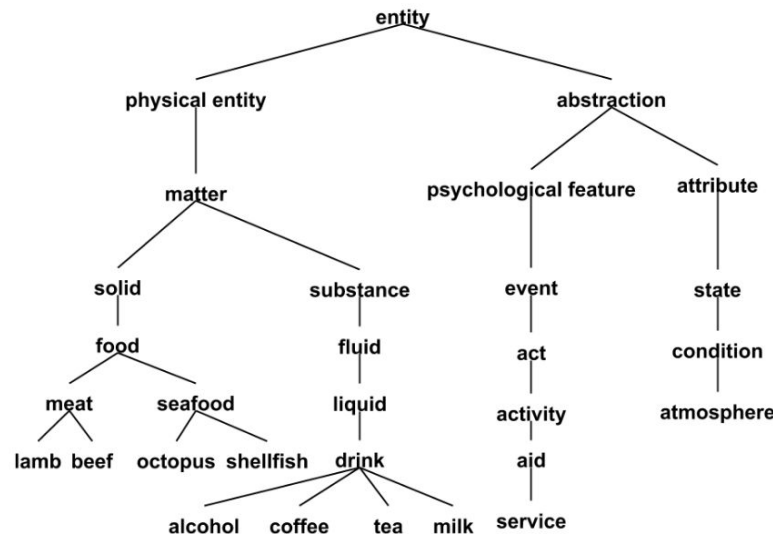 entity
physical entity abstraction
matter psychological feature attribute
solid substance event state
food fluid act condition
meat seafood liquid activity atmosphere
lamb beef octopus shellfish drink aid
alcohol coffee tea milk service